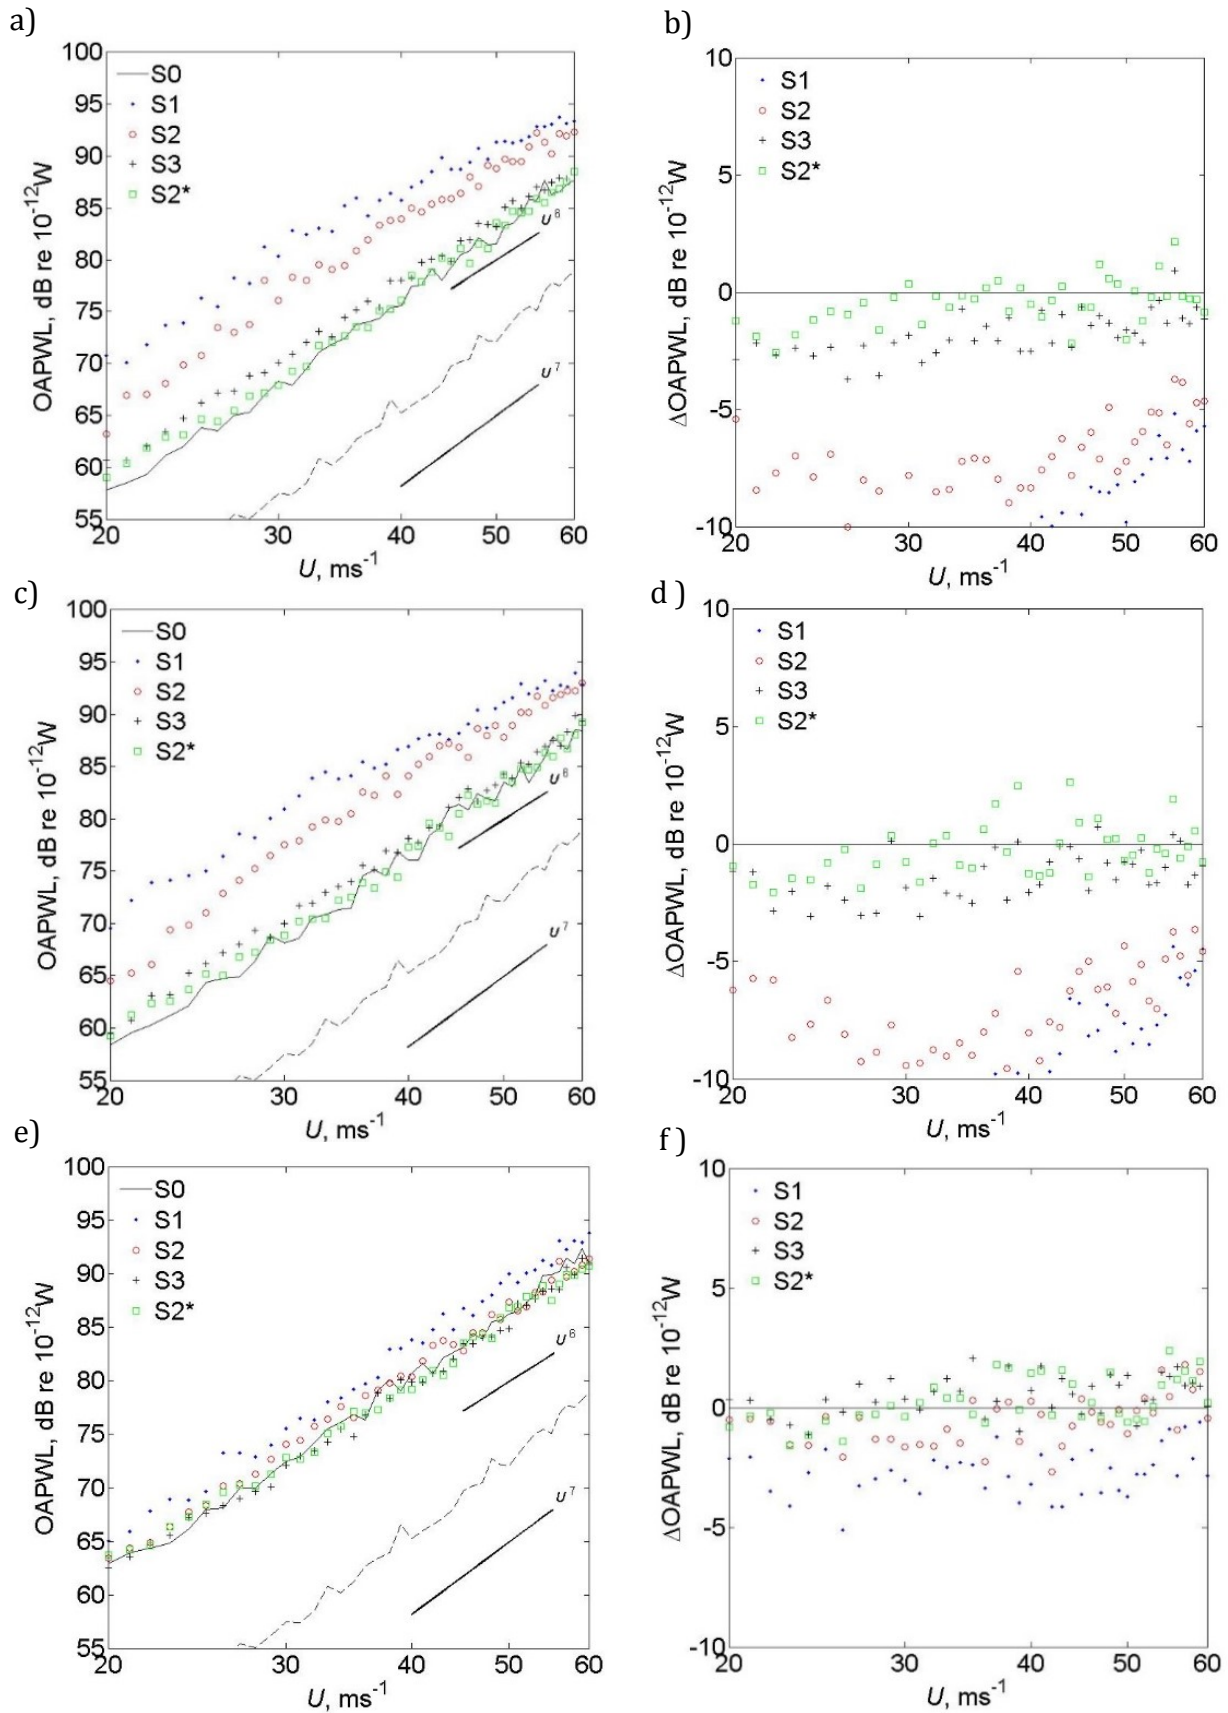 a)
100
95
90
85
80
75
70
65
60
55
OAPWL, dB re 10⁻¹²W
S0
S1
S2
S3
S2*
u⁶
u⁷
20
30
40
50
60
U, ms⁻¹
b)
10
5
0
-5
-10
ΔOAPWL, dB re 10⁻¹²W
S1
S2
S3
S2*
20
30
40
50
60
U, ms⁻¹
c)
100
95
90
85
80
75
70
65
60
55
OAPWL, dB re 10⁻¹²W
S0
S1
S2
S3
S2*
u⁶
u⁷
20
30
40
50
60
U, ms⁻¹
d )
10
5
0
-5
-10
ΔOAPWL, dB re 10⁻¹²W
S1
S2
S3
S2*
20
30
40
50
60
U, ms⁻¹
e)
100
95
90
85
80
75
70
65
60
55
OAPWL, dB re 10⁻¹²W
S0
S1
S2
S3
S2*
u⁶
u⁷
20
30
40
50
60
U, ms⁻¹
f )
10
5
0
-5
-10
ΔOAPWL, dB re 10⁻¹²W
S1
S2
S3
S2*
20
30
40
50
60
U, ms⁻¹